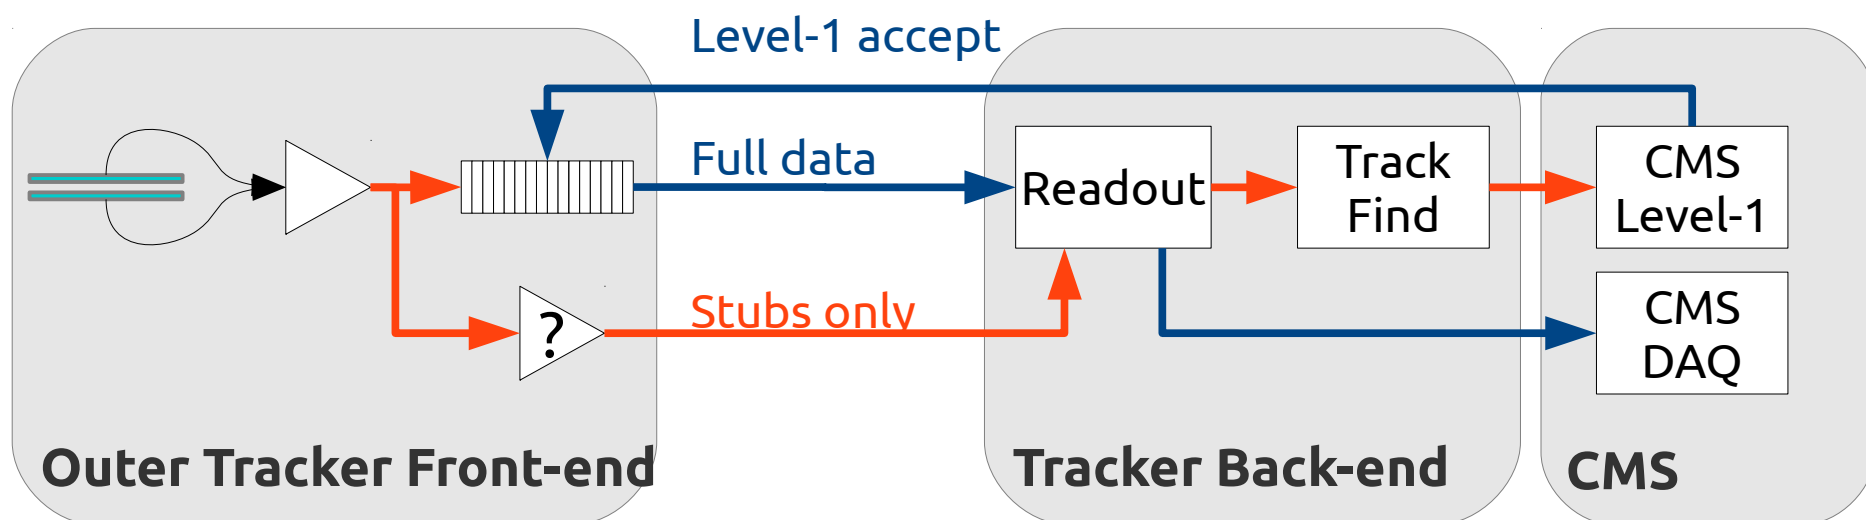 Level-1 accept
Full data
Readout
Track
Find
CMS
Level-1
?
Stubs only
CMS
DAQ
Outer Tracker Front-end
Tracker Back-end
CMS